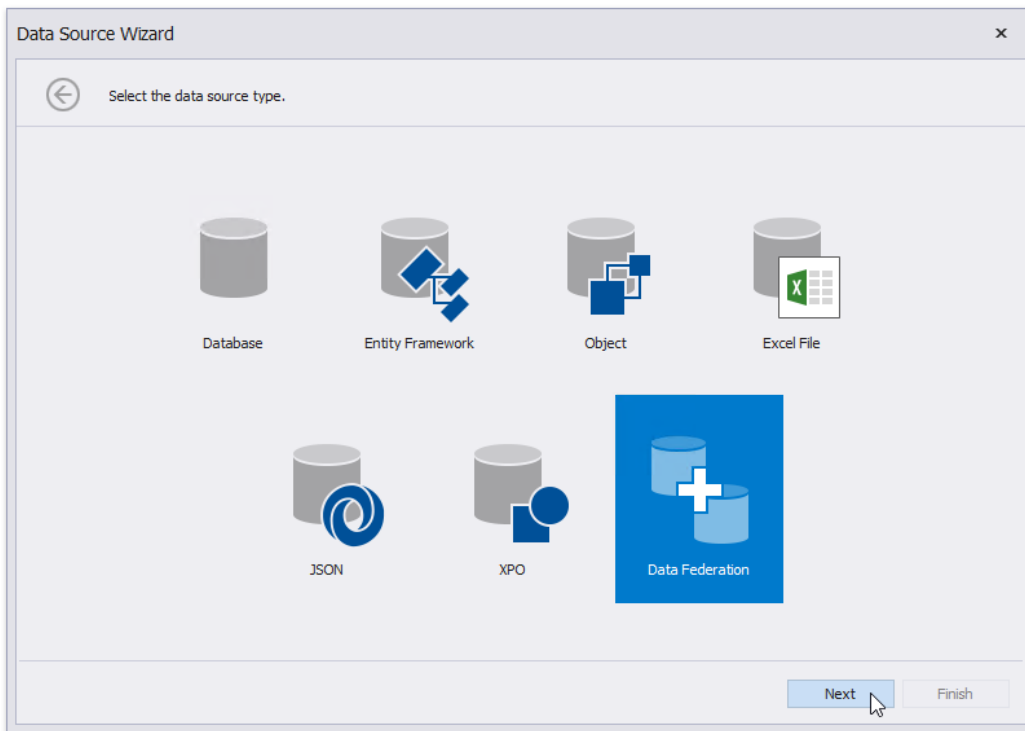 Data Source Wizard
Select the data source type.
Database
Entity Framework
Object
Excel File
X
JSON
XPO
Data Federation
Next
Finish